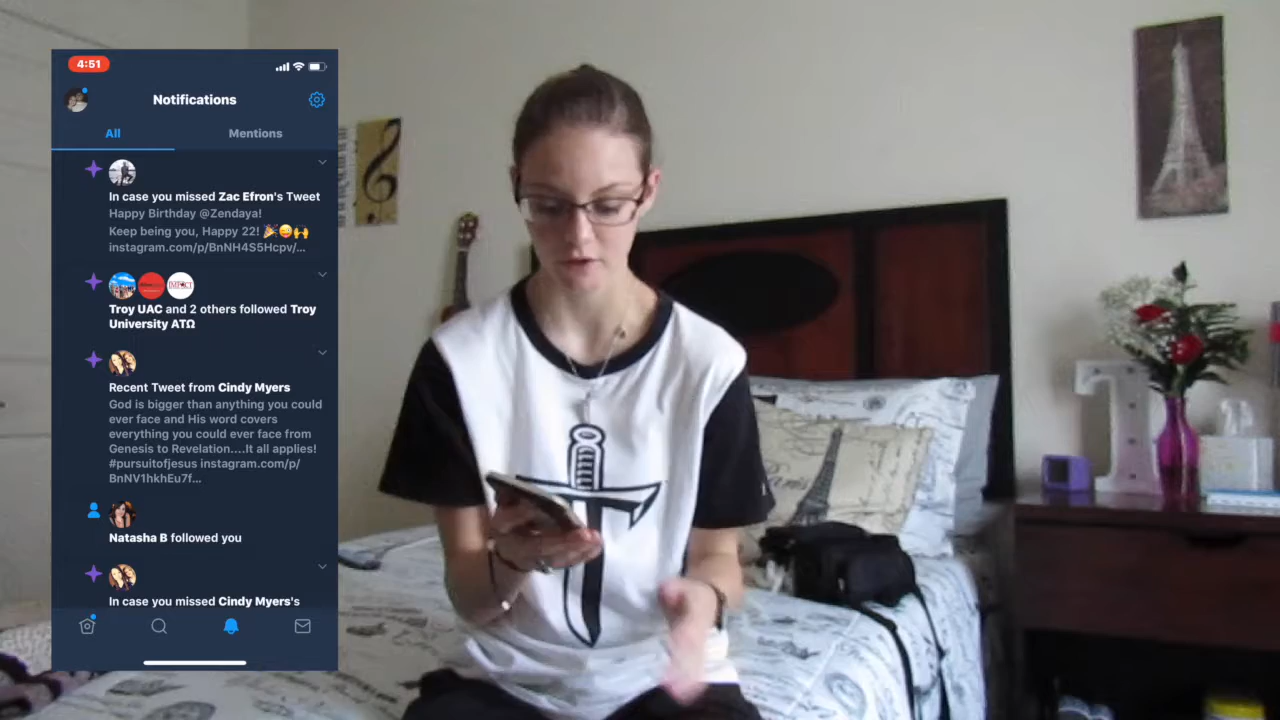 4:51
Notifications
All
Mentions
In case you missed Zac Efron's Tweet
Happy Birthday @Zendaya!
Keep being you, Happy 22! 🎉😜🙌
instagram.com/p/BnNH4S5Hcpv/...
IMPACT
Troy UAC and 2 others followed Troy
University ATΩ
Recent Tweet from Cindy Myers
God is bigger than anything you could
ever face and His word covers
everything you could ever face from
Genesis to Revelation....It all applies!
#pursuitofjesus instagram.com/p/
BnNV1hkhEu7f...
Natasha B followed you
In case you missed Cindy Myers's
Paris
T